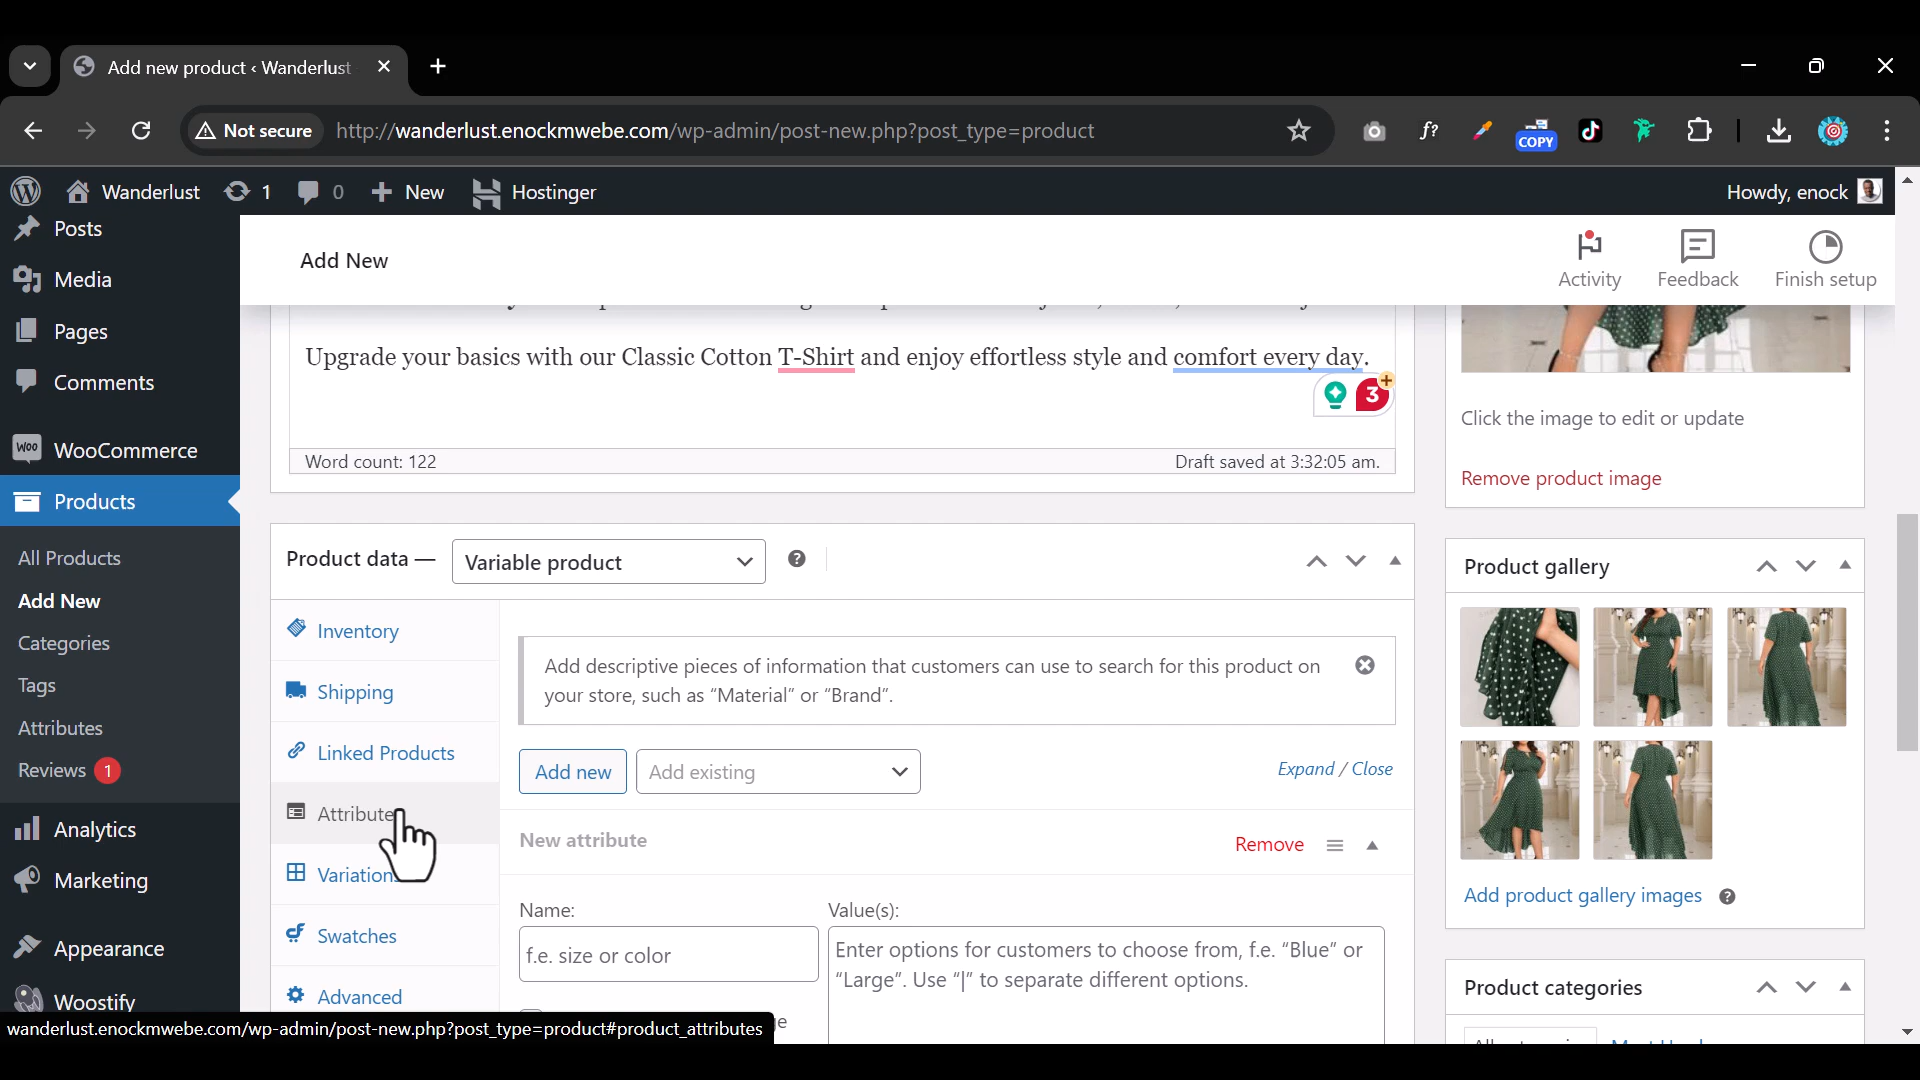 Add new product ‹ Wanderlust
Not secure
http://wanderlust.enockmwebe.com/wp-admin/post-new.php?post_type=product
f?
COPY
Wanderlust
1
0
New
Hostinger
Howdy, enock
Posts
Media
Pages
Comments
WooCommerce
Woo
Products
All Products
Add New
Categories
Tags
Attributes
Reviews 1
Analytics
Marketing
Appearance
Woostify
Add New
Activity
Feedback
Finish setup
Upgrade your basics with our Classic Cotton T-Shirt and enjoy effortless style and comfort every day.
3
Word count: 122
Draft saved at 3:32:05 am.
Product data —
Variable product
Inventory
Shipping
Linked Products
Swatches
Advanced
Add descriptive pieces of information that customers can use to search for this product on
your store, such as “Material” or “Brand”.
Add new
Add existing
Expand / Close
New attribute
Remove
Name:
Value(s):
f.e. size or color
Enter options for customers to choose from, f.e. “Blue” or
“Large”. Use “|” to separate different options.
Click the image to edit or update
Remove product image
Product gallery
Add product gallery images
Product categories
wanderlust.enockmwebe.com/wp-admin/post-new.php?post_type=product#product_attributes